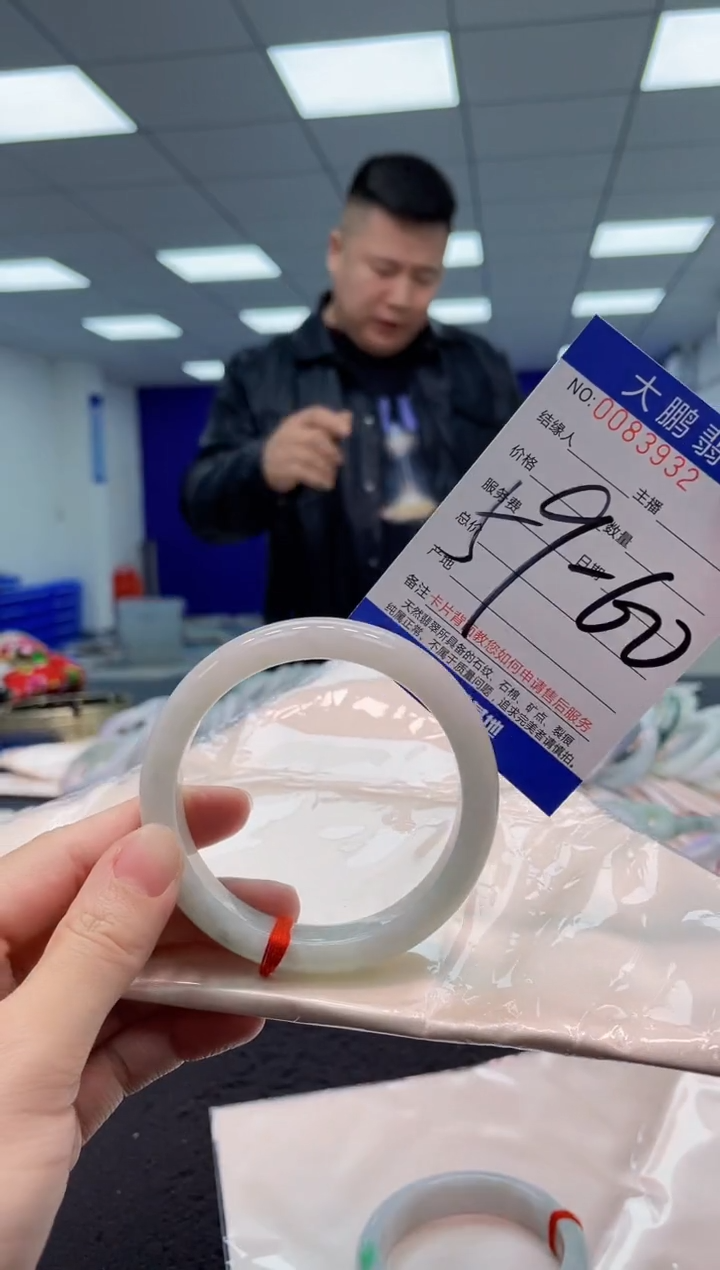 大鹏翡
NO:0083932
结缘人 主播
价格
服务费 数量
总价 日期
产地
59-60
备注 卡片背面教您如何申请售后服务
天然翡翠所具备的石纹、石棉、矿点、裂痕
纯属正常，不属于质量问题，追求完美者请慎拍。
基地